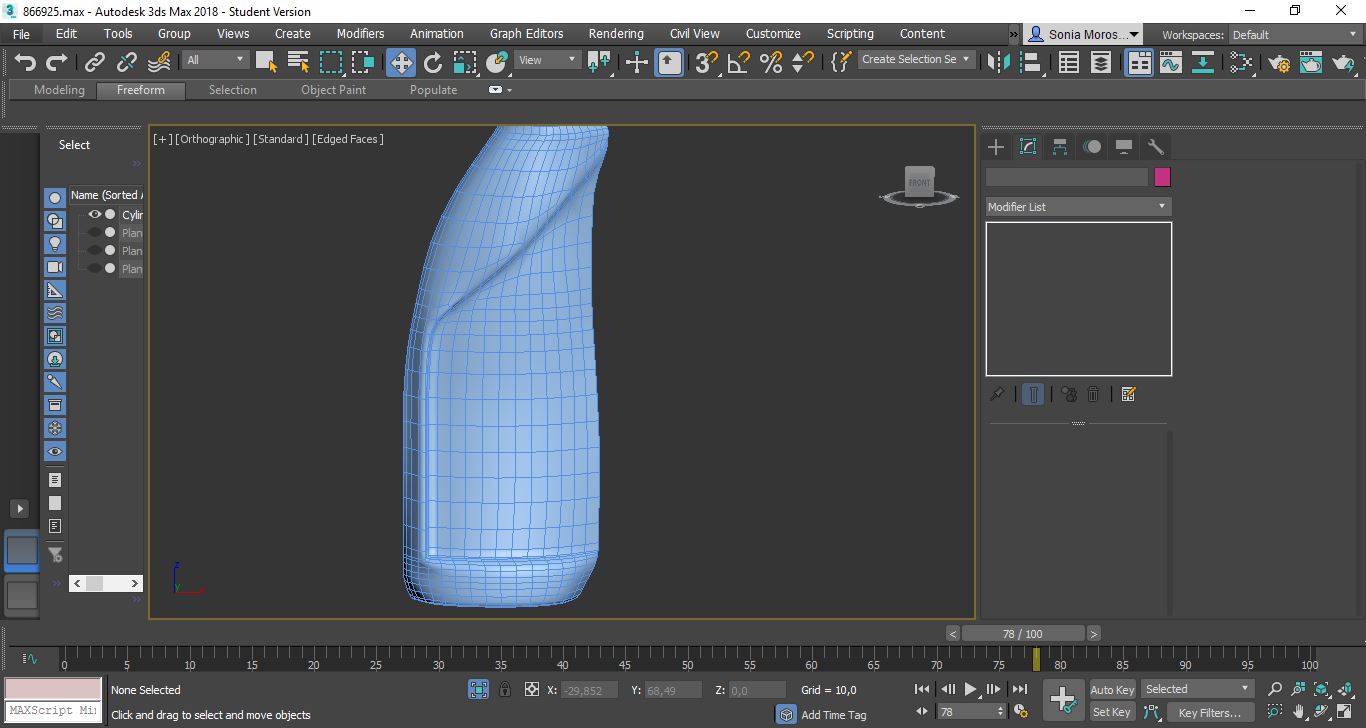 3 866925.max - Autodesk 3ds Max 2018 - Student Version
File Edit Tools Group Views Create Modifiers Animation Graph Editors Rendering Civil View Customize Scripting Content » Sonia Moros... Workspaces: Default
All View 3 Create Selection Se
Modeling Freeform Selection Object Paint Populate
[+] [Orthographic] [Standard] [Edged Faces]
Select
FRONT
Name (Sorted A
Modifier List
Cylin
Plan
Plan
Plan
z
y
x
< 78 / 100 >
0 5 10 15 20 25 30 35 40 45 50 55 60 65 70 75 80 85 90 95 100
None Selected X: -29,852 Y: 68,49 Z: 0,0 Grid = 10,0 Auto Key Selected
MAXScript Mi Click and drag to select and move objects Add Time Tag 78 Set Key Key Filters...